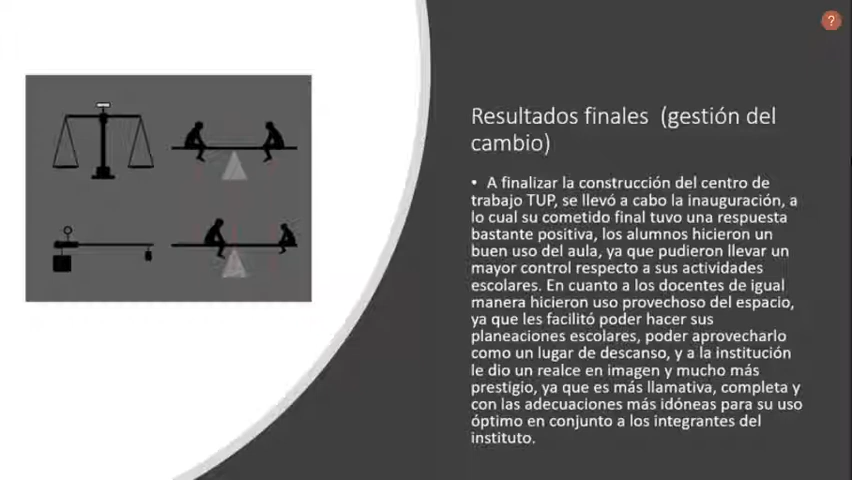 ?
Resultados finales  (gestión del
cambio)
• A finalizar la construcción del centro de
trabajo TUP, se llevó a cabo la inauguración, a
lo cual su cometido final tuvo una respuesta
bastante positiva, los alumnos hicieron un
buen uso del aula, ya que pudieron llevar un
mayor control respecto a sus actividades
escolares. En cuanto a los docentes de igual
manera hicieron uso provechoso del espacio,
ya que les facilitó poder hacer sus
planeaciones escolares, poder aprovecharlo
como un lugar de descanso, y a la institución
le dio un realce en imagen y mucho más
prestigio, ya que es más llamativa, completa y
con las adecuaciones más idóneas para su uso
óptimo en conjunto a los integrantes del
instituto.